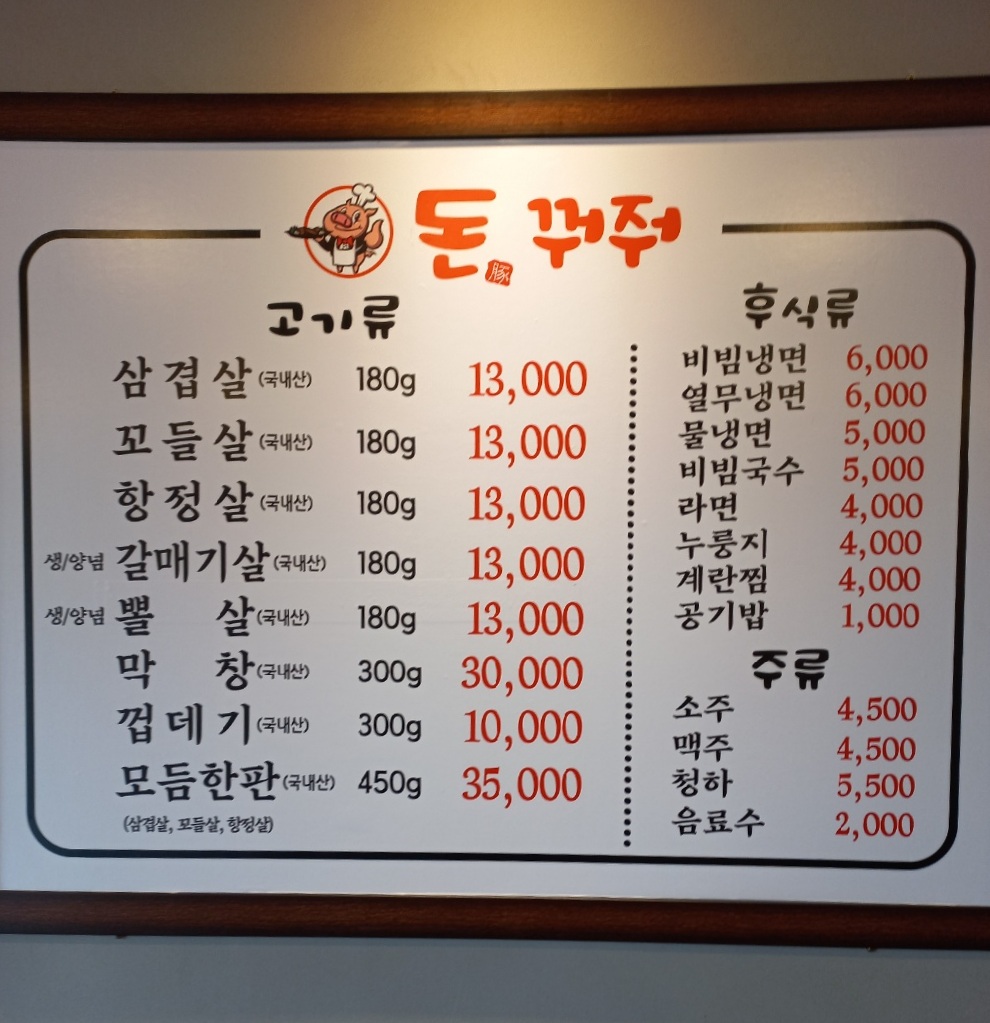 돈 꾸어줘
豚
고기류
삼겹살(국내산) 180g 13,000
꼬들살(국내산) 180g 13,000
항정살(국내산) 180g 13,000
생/양념 갈매기살(국내산) 180g 13,000
생/양념 뽈 살(국내산) 180g 13,000
막 창(국내산) 300g 30,000
껍데기(국내산) 300g 10,000
모듬한판(국내산) 450g 35,000
(삼겹살, 꼬들살, 항정살)
후식류
비빔냉면 6,000
열무냉면 6,000
물냉면 5,000
비빔국수 5,000
라면 4,000
누룽지 4,000
계란찜 4,000
공기밥 1,000
주류
소주 4,500
맥주 4,500
청하 5,500
음료수 2,000